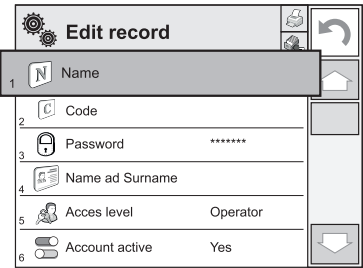 Edit record
1 N Name
2 C Code
3 Password *******
4 Name ad Surname
5 Acces level Operator
6 Account active Yes